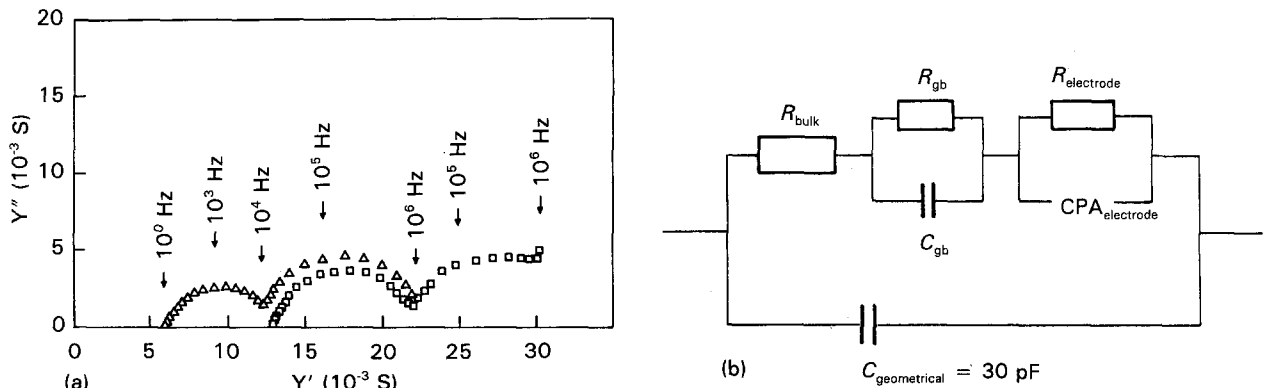 20
15
10
5
0
Y" (10⁻³ S)
10⁰ Hz
10³ Hz
10⁴ Hz
10⁵ Hz
10⁶ Hz
10⁵ Hz
10⁶ Hz
0 5 10 15 20 25 30
(a) Y' (10⁻³ S)
R_bulk
R_gb
C_gb
R_electrode
CPA_electrode
(b) C_geometrical = 30 pF